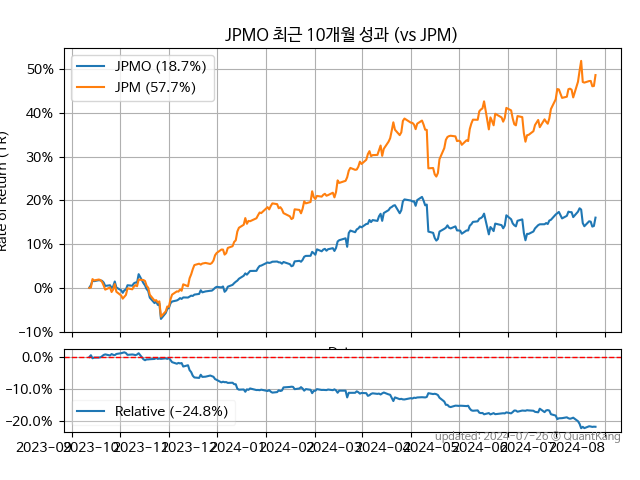 JPMO 최근 10개월 성과 (vs JPM)
JPMO (18.7%)
JPM (57.7%)
50%
40%
30%
20%
10%
0%
−10%
Rate of Return (TR)
0.0%
−10.0%
−20.0%
Relative (−24.8%)
updated: 2024-07-26 © QuantKang
2023-09 2023-10 2023-11 2023-12 2024-01 2024-02 2024-03 2024-04 2024-05 2024-06 2024-07 2024-08